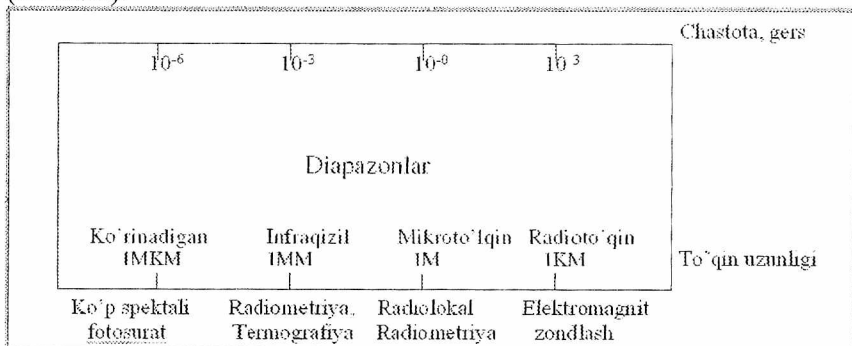 Chastota, gers
10-6 10-3 10-0 10 3
Diapazonlar
Ko'rinadigan Infraqizil Mikroto'lqin Radioto'qin
1MKM 1MM 1M 1KM To'qin uzunligi
Ko'p spektali Radiometriya, Radiolokal Elektromagnit
fotosurat Termografiya Radiometriya zondlash